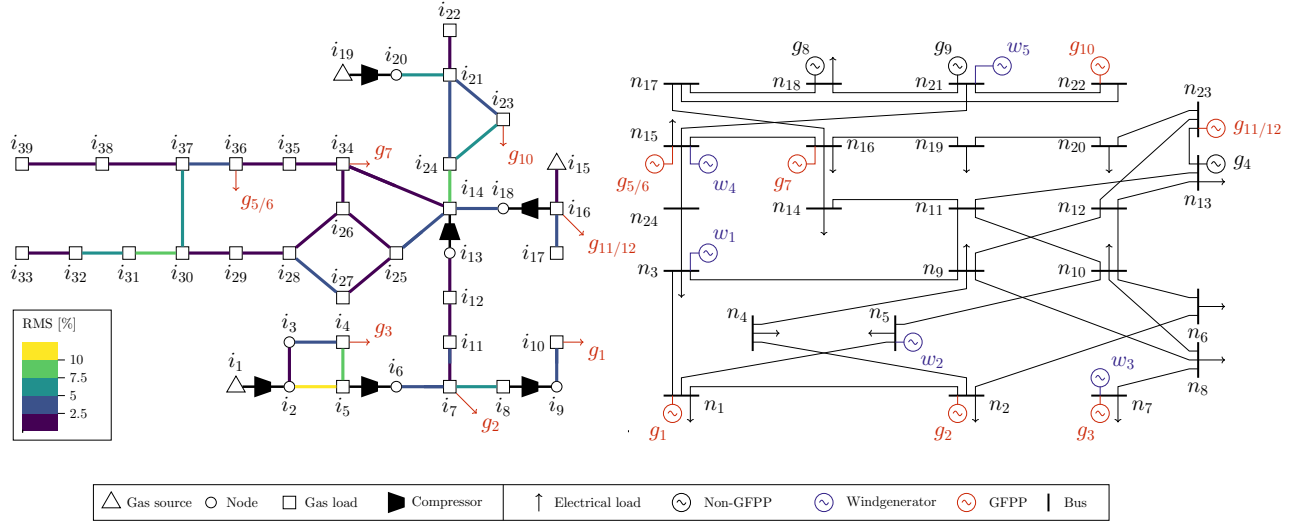 i22
i19
i20
i21
i23
g10
i39
i38
i37
i36
i35
i34
g7
g5/6
i24
i14
i18
i15
i16
g11/12
i17
i26
i13
i33
i32
i31
i30
i29
i28
i27
i25
i12
RMS [%]
10
7.5
5
2.5
i3
i4
g3
i11
i10
g1
i1
i2
i5
i6
i7
i8
i9
g2
g8
g9
w5
g10
n17
n18
n21
n22
n23
g11/12
n15
n16
n19
n20
g5/6
w4
g7
g4
n13
n24
n14
n11
n12
w1
n3
n9
n10
n4
n5
n6
w2
w3
n8
n1
n2
n7
g1
g2
g3
Gas source
Node
Gas load
Compressor
Electrical load
Non-GFPP
Windgenerator
GFPP
Bus